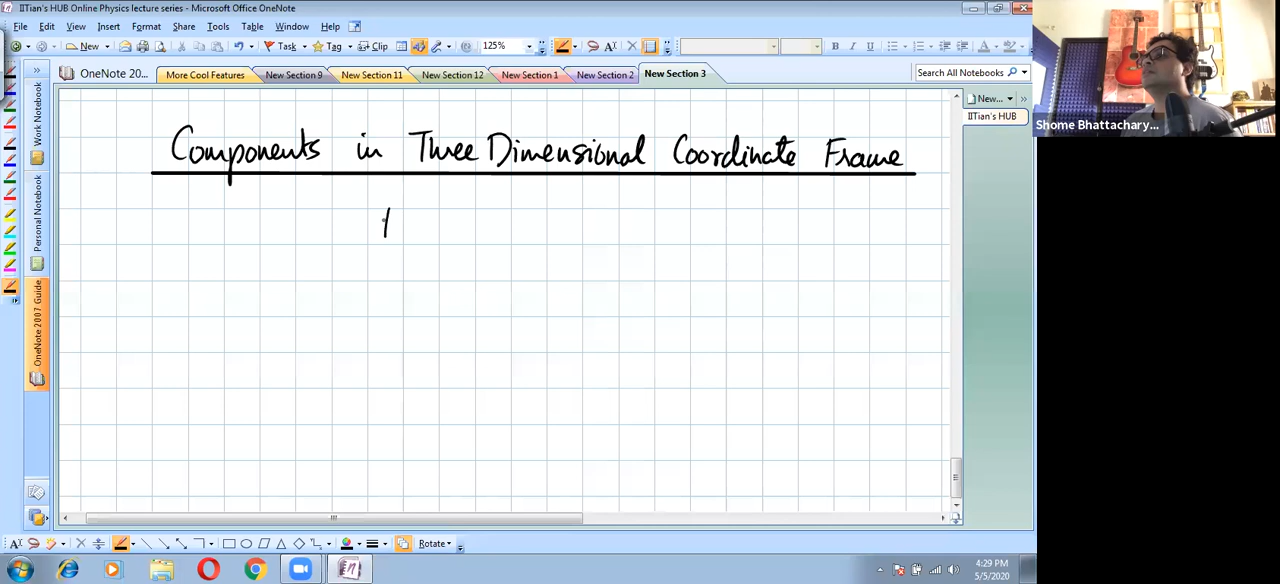 IITian's HUB Online Physics lecture series - Microsoft Office OneNote
File Edit View Insert Format Share Tools Table Window Help
New Task Tag Clip 125% B I U
OneNote 20... More Cool Features New Section 9 New Section 11 New Section 12 New Section 1 New Section 2 New Section 3 Search All Notebooks
New...
IITian's HUB
Shome Bhattachary...
Work Notebook
Personal Notebook
OneNote 2007 Guide
Components in Three Dimensional Coordinate Frame
Rotate
4:29 PM
5/5/2020